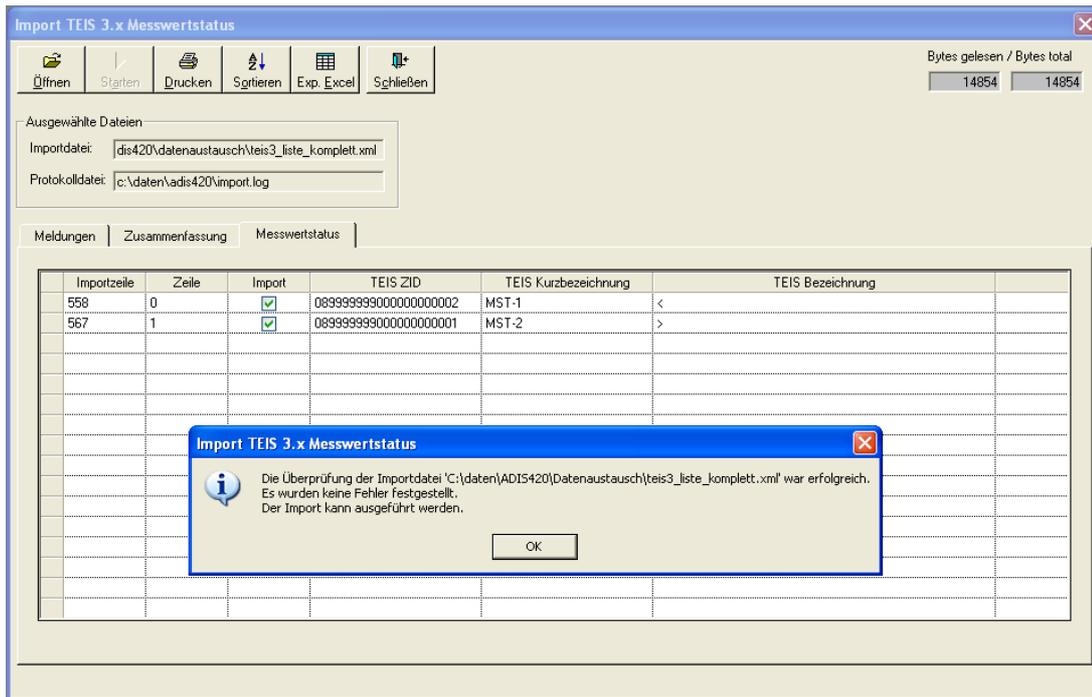 Import TEIS 3.x Messwertstatus
Öffnen Starten Drucken Sortieren Exp. Excel Schließen
Bytes gelesen / Bytes total
14854 14854
Ausgewählte Dateien
Importdatei: dis420\datenaustausch\teis3_liste_komplett.xml
Protokolldatei: c:\daten\adis420\import.log
Meldungen Zusammenfassung Messwertstatus
Importzeile Zeile Import TEIS ZID TEIS Kurzbezeichnung TEIS Bezeichnung
558 0 089999999000000000002 MST-1 <
567 1 089999999000000000001 MST-2 >
Import TEIS 3.x Messwertstatus
Die Überprüfung der Importdatei 'C:\daten\ADIS420\Datenaustausch\teis3_liste_komplett.xml' war erfolgreich.
Es wurden keine Fehler festgestellt.
Der Import kann ausgeführt werden.
OK